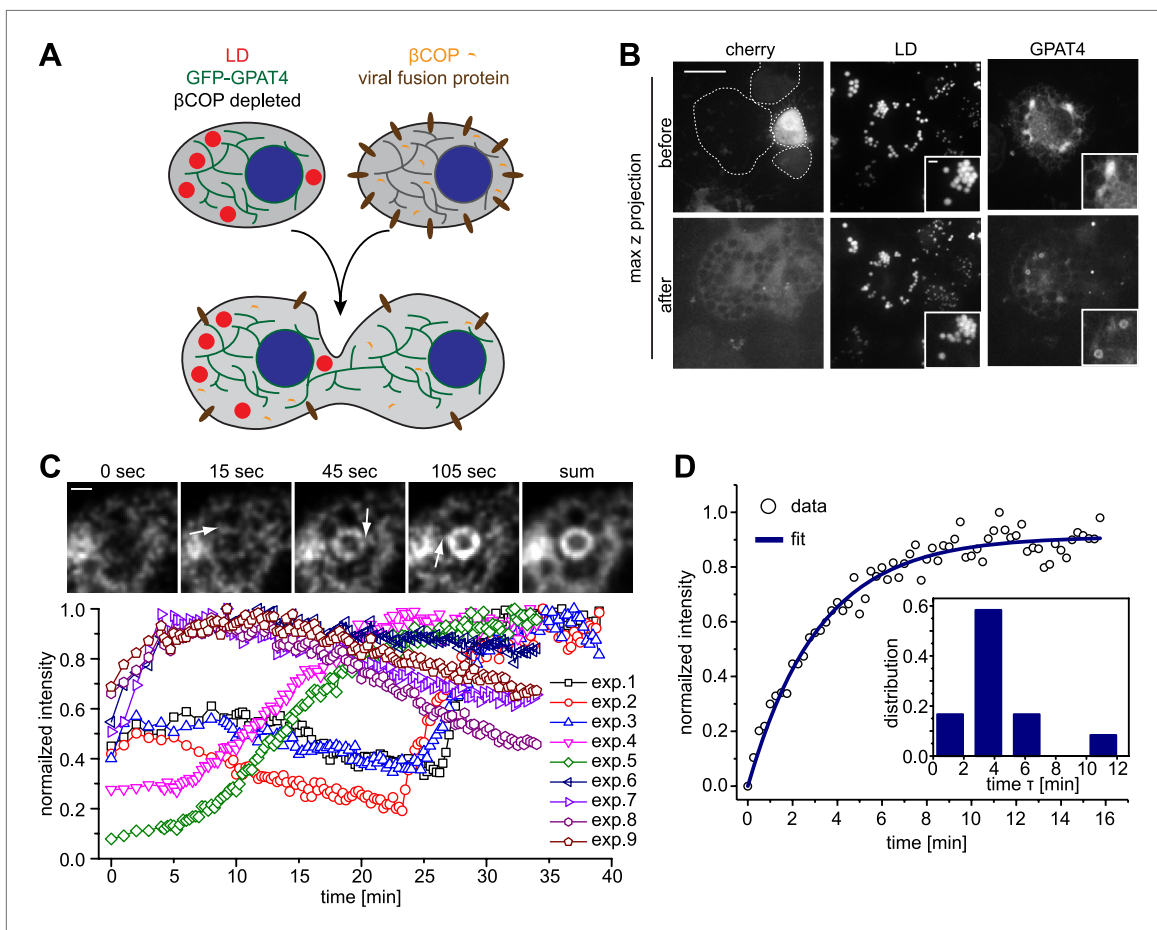 A
LD
GFP-GPAT4
βCOP depleted
βCOP
viral fusion protein
B
cherry
LD
GPAT4
max z projection
before
after
C
0 sec
15 sec
45 sec
105 sec
sum
normalized intensity
1.0
0.8
0.6
0.4
0.2
0.0
0
5
10
15
20
25
30
35
40
time [min]
exp.1
exp.2
exp.3
exp.4
exp.5
exp.6
exp.7
exp.8
exp.9
D
normailzed intensity
1.0
0.8
0.6
0.4
0.2
0.0
0
2
4
6
8
10
12
14
16
time [min]
data
fit
distribution
0.6
0.4
0.2
0.0
0
2
4
6
8
10
12
time τ [min]